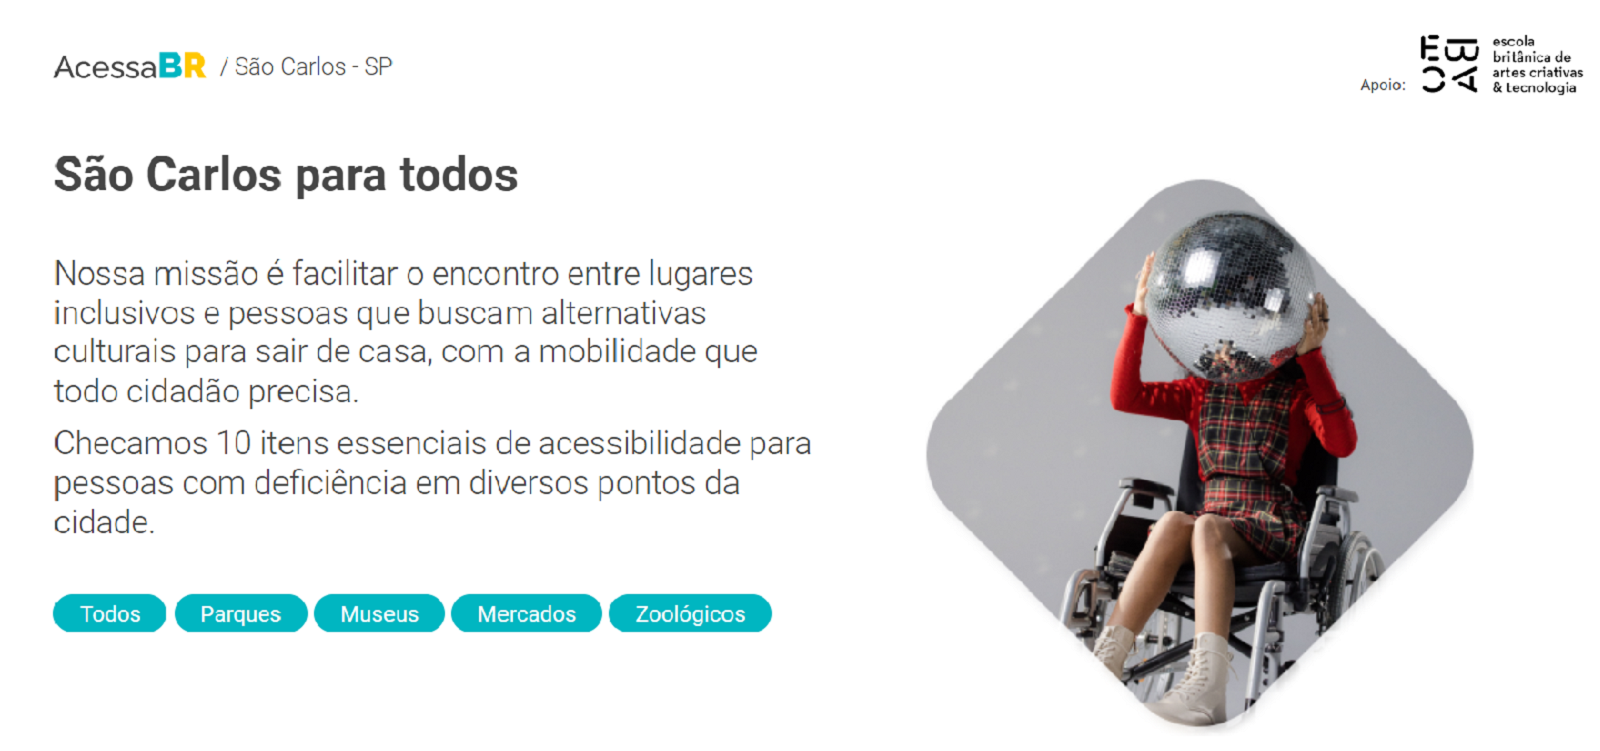 AcessaBR / São Carlos - SP
Apoio:
EBAC
escola
britânica de
artes criativas
& tecnologia
São Carlos para todos
Nossa missão é facilitar o encontro entre lugares
inclusivos e pessoas que buscam alternativas
culturais para sair de casa, com a mobilidade que
todo cidadão precisa.
Checamos 10 itens essenciais de acessibilidade para
pessoas com deficiência em diversos pontos da
cidade.
Todos Parques Museus Mercados Zoológicos